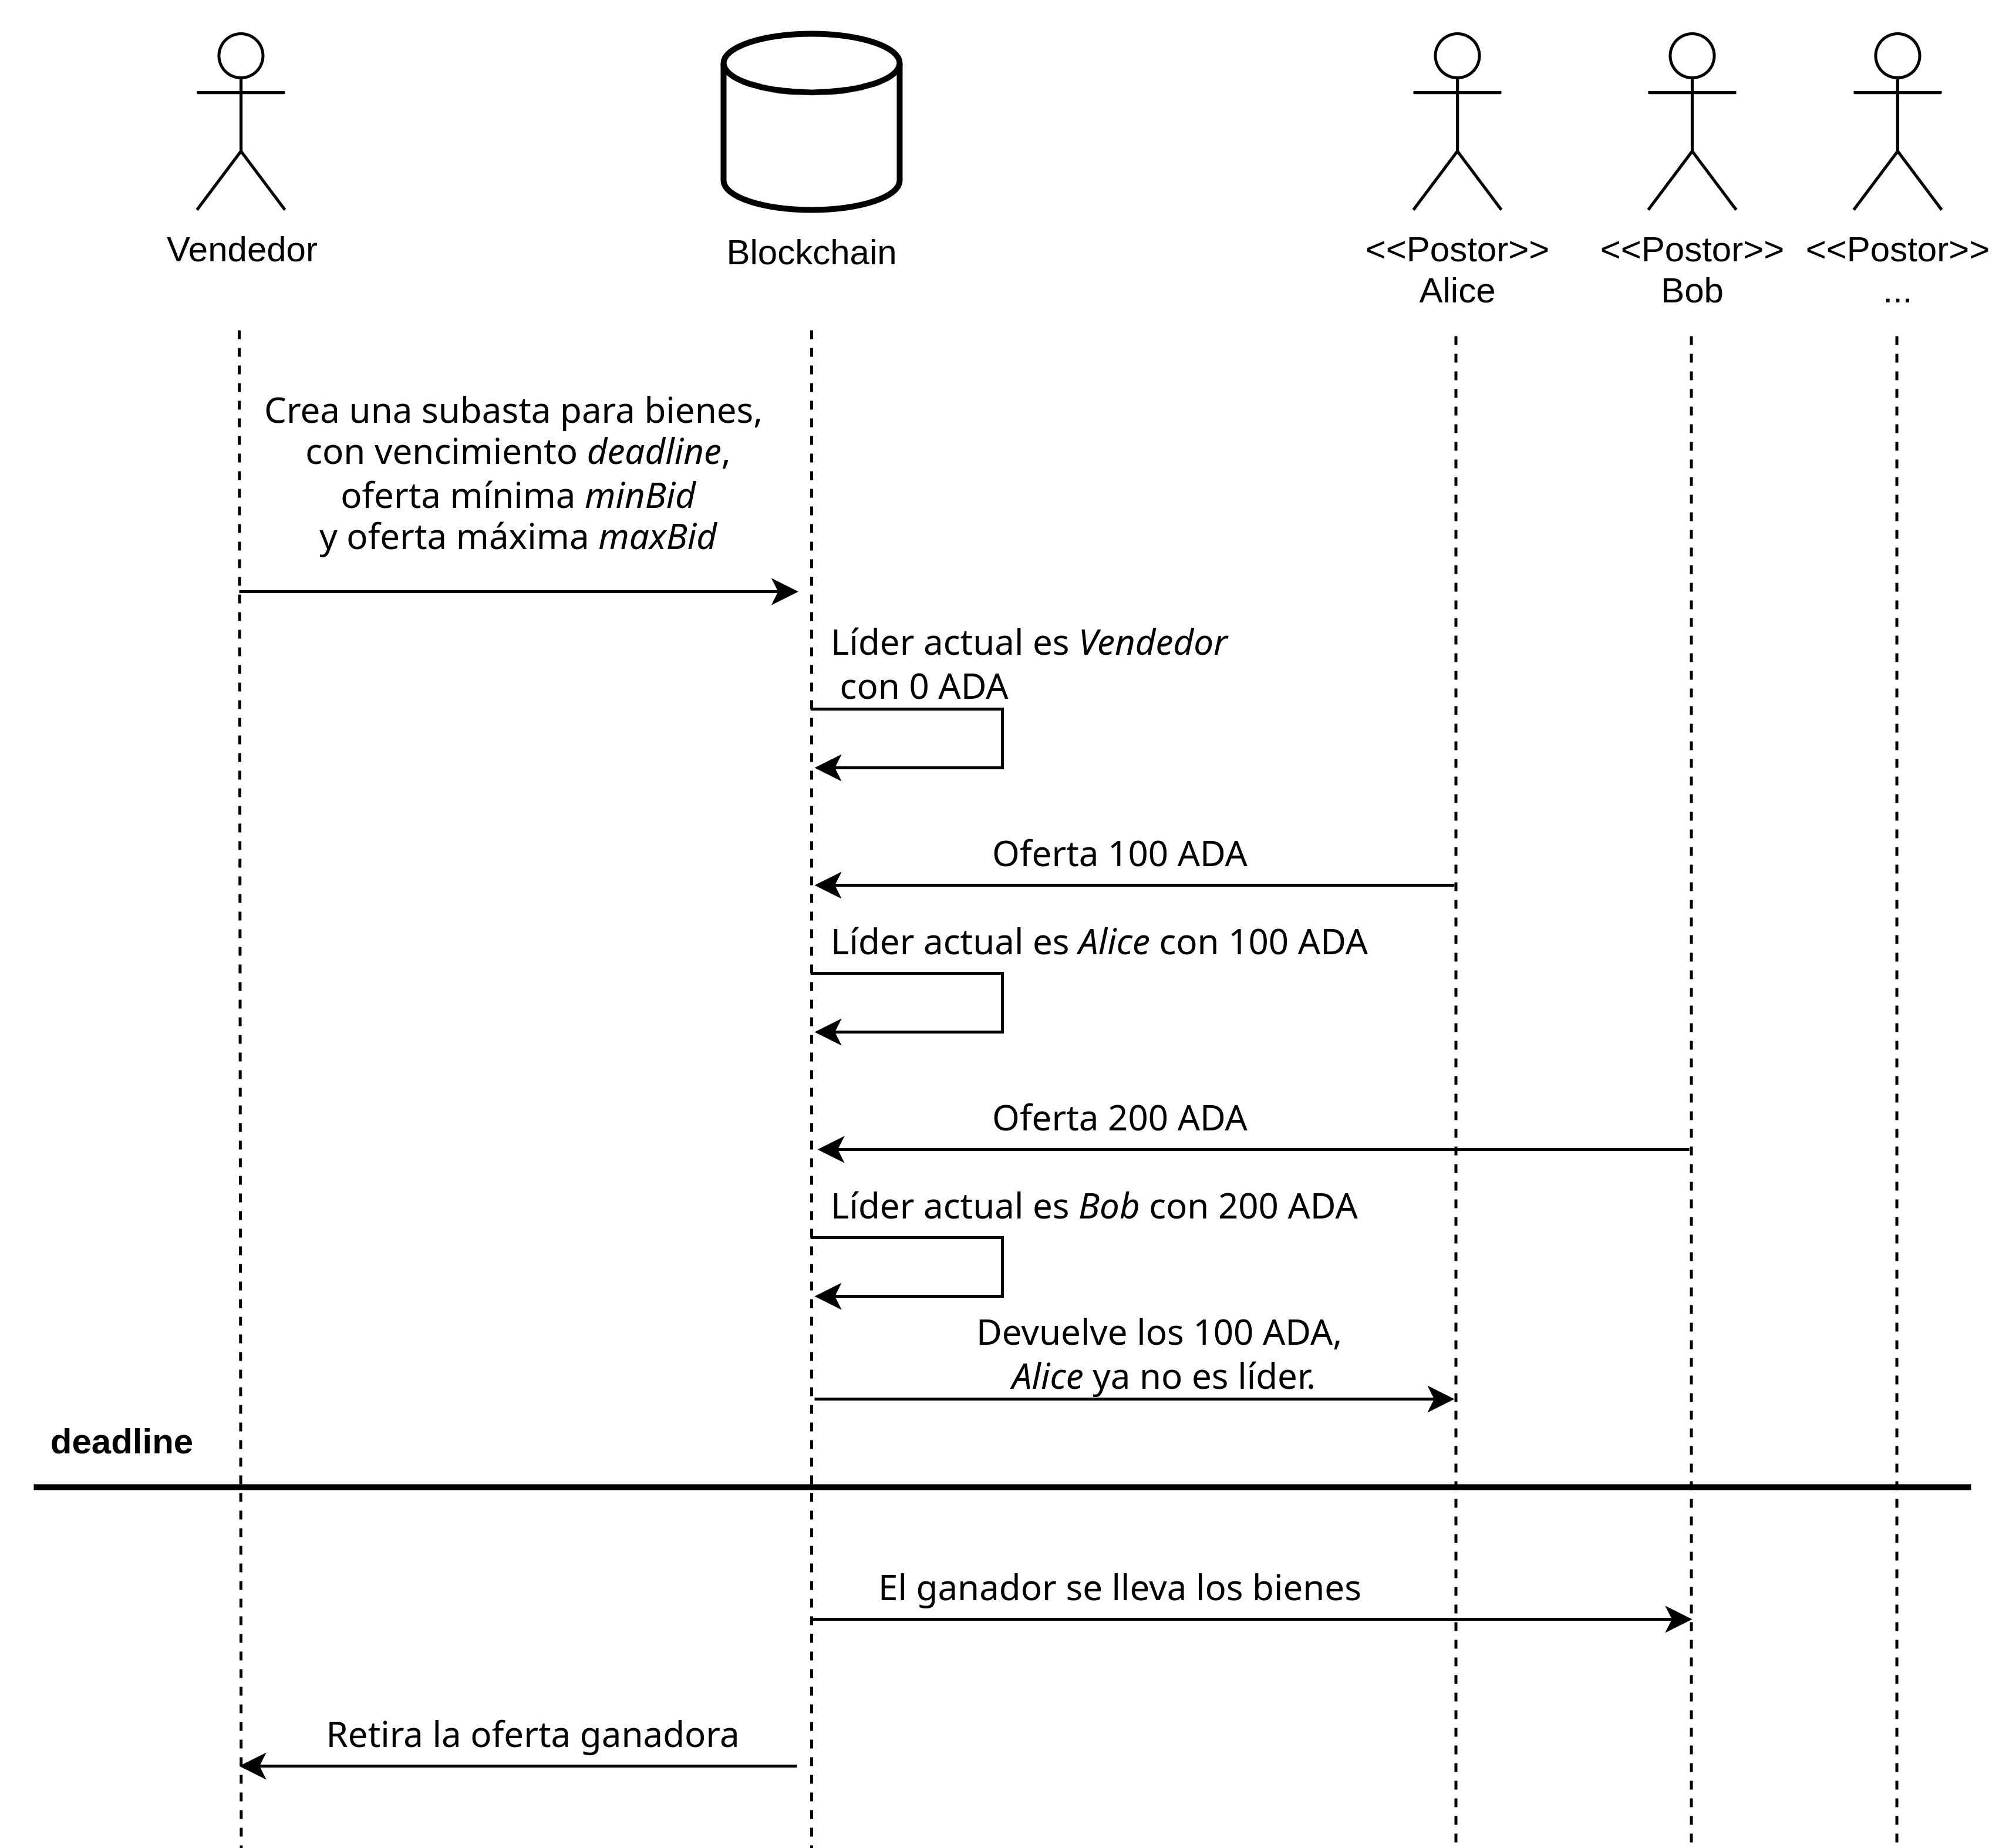 Vendedor
Blockchain
<<Postor>>
Alice
<<Postor>>
Bob
<<Postor>>
...
Crea una subasta para bienes,
con vencimiento deadline,
oferta mínima minBid
y oferta máxima maxBid
Líder actual es Vendedor
con 0 ADA
Oferta 100 ADA
Líder actual es Alice con 100 ADA
Oferta 200 ADA
Líder actual es Bob con 200 ADA
Devuelve los 100 ADA,
Alice ya no es líder.
deadline
El ganador se lleva los bienes
Retira la oferta ganadora